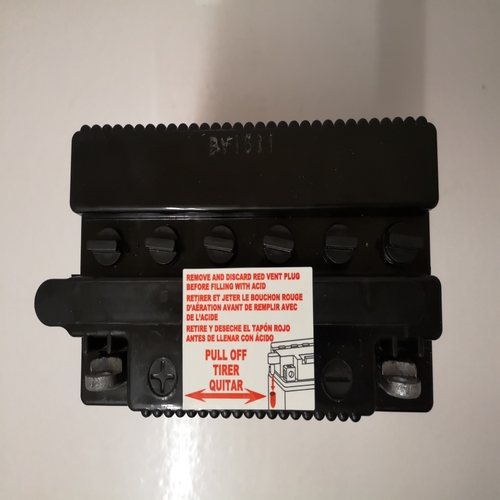 BY1511
REMOVE AND DISCARD RED VENT PLUG
BEFORE FILLING WITH ACID
RETIRER ET JETER LE BOUCHON ROUGE
D'AÉRATION AVANT DE REMPLIR AVEC
DE L'ACIDE
RETIRE Y DESECHE EL TAPÓN ROJO
ANTES DE LLENAR CON ÁCIDO
PULL OFF
TIRER
QUITAR